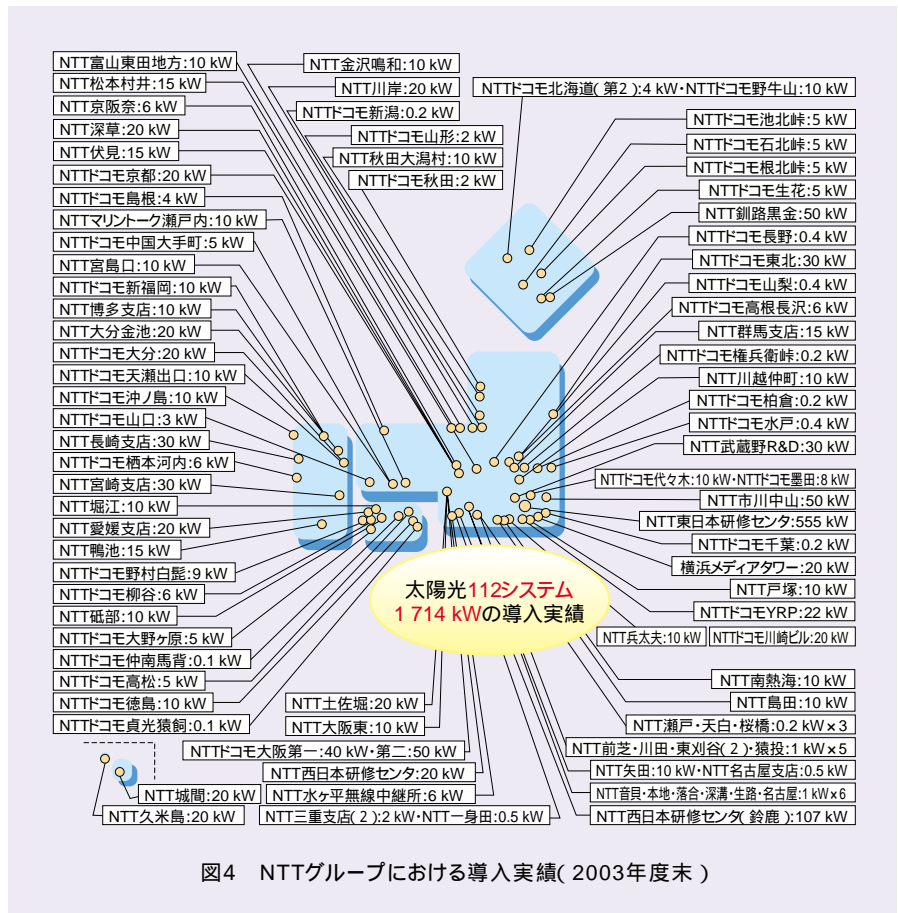 NTT富山東田地方:10 kW
NTT松本村井:15 kW
NTT京阪奈:6 kW
NTT深草:20 kW
NTT伏見:15 kW
NTTドコモ京都:20 kW
NTTドコモ島根:4 kW
NTTマリントーク瀬戸内:10 kW
NTTドコモ中国大手町:5 kW
NTT宮島口:10 kW
NTTドコモ新福岡:10 kW
NTT博多支店:10 kW
NTT大分金池:20 kW
NTTドコモ大分:20 kW
NTTドコモ天瀬出口:10 kW
NTTドコモ沖ノ島:10 kW
NTTドコモ山口:3 kW
NTT長崎支店:30 kW
NTTドコモ栖本河内:6 kW
NTT宮崎支店:30 kW
NTT堀江:10 kW
NTT愛媛支店:20 kW
NTT鴨池:15 kW
NTTドコモ野村白髭:9 kW
NTTドコモ柳谷:6 kW
NTT砥部:10 kW
NTTドコモ大野ヶ原:5 kW
NTTドコモ仲南馬背:0.1 kW
NTTドコモ高松:5 kW
NTTドコモ徳島:10 kW
NTTドコモ貞光猿飼:0.1 kW
NTT金沢鳴和:10 kW
NTT川岸:20 kW
NTTドコモ新潟:0.2 kW
NTTドコモ山形:2 kW
NTT秋田大潟村:10 kW
NTTドコモ秋田:2 kW
NTTドコモ北海道(第2):4 kW・NTTドコモ野牛山:10 kW
NTTドコモ池北峠:5 kW
NTTドコモ石北峠:5 kW
NTTドコモ根北峠:5 kW
NTTドコモ生花:5 kW
NTT釧路黒金:50 kW
NTTドコモ長野:0.4 kW
NTTドコモ東北:30 kW
NTTドコモ山梨:0.4 kW
NTTドコモ高根長沢:6 kW
NTT群馬支店:15 kW
NTTドコモ権兵衛峠:0.2 kW
NTT川越仲町:10 kW
NTTドコモ柏倉:0.2 kW
NTTドコモ水戸:0.4 kW
NTT武蔵野R&D:30 kW
NTTドコモ代々木:10 kW・NTTドコモ墨田:8 kW
NTT市川中山:50 kW
NTT東日本研修センタ:555 kW
NTTドコモ千葉:0.2 kW
横浜メディアタワー:20 kW
NTT戸塚:10 kW
NTTドコモYRP:22 kW
NTT兵太夫:10 kW
NTTドコモ川崎ビル:20 kW
NTT南熱海:10 kW
NTT島田:10 kW
NTT瀬戸・天白・桜橋:0.2 kW×3
NTT前芝・川田・東刈谷(2)・猿投:1 kW×5
NTT矢田:10 kW・NTT名古屋支店:0.5 kW
NTT音貝・本地・落合・深溝・生路・名古屋:1 kW×6
NTT西日本研修センタ(鈴鹿):107 kW
太陽光112システム
1 714 kWの導入実績
NTT土佐堀:20 kW
NTT大阪東:10 kW
NTTドコモ大阪第一:40 kW・第二:50 kW
NTT西日本研修センタ:20 kW
NTT水ヶ平無線中継所:6 kW
NTT三重支店(2):2 kW・NTT一身田:0.5 kW
NTT城間:20 kW
NTT久米島:20 kW
図4 NTTグループにおける導入実績(2003年度末)